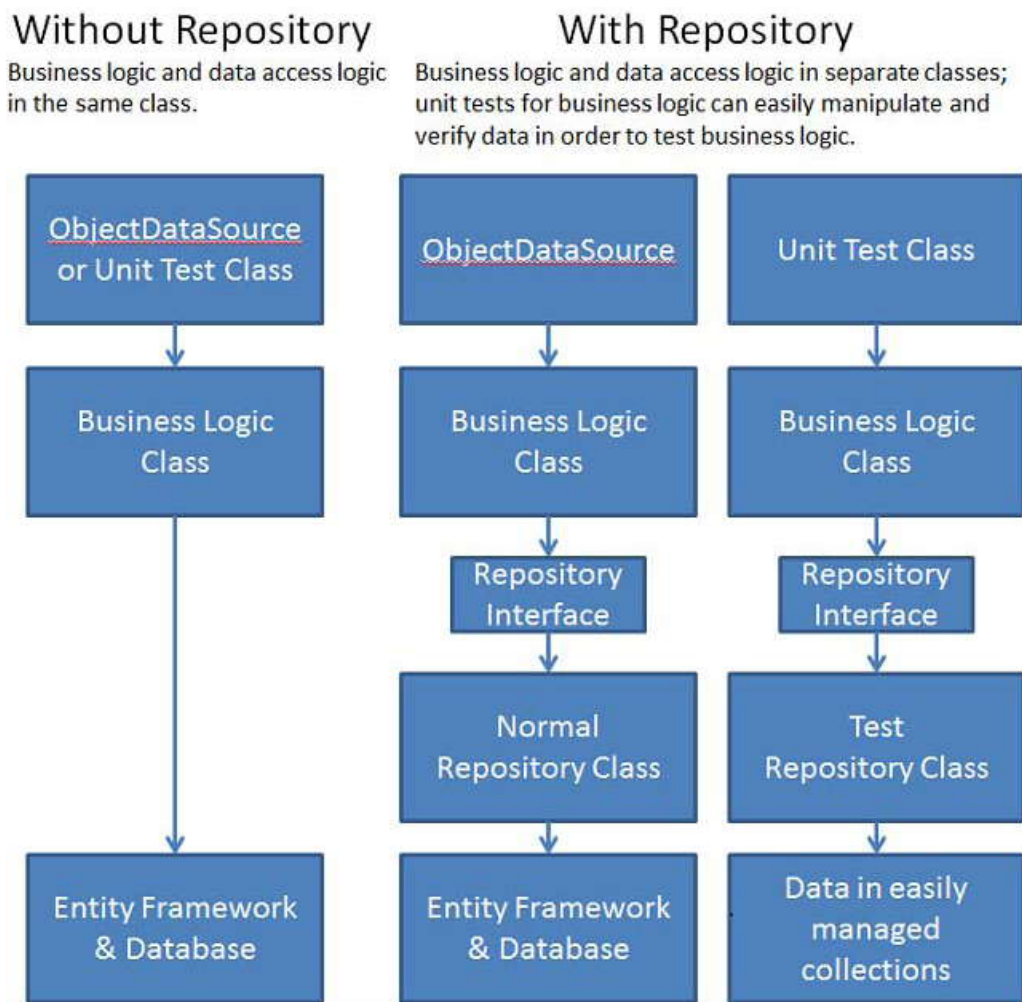 Without Repository
Business logic and data access logic
in the same class.
With Repository
Business logic and data access logic in separate classes;
unit tests for business logic can easily manipulate and
verify data in order to test business logic.
ObjectDataSource
or Unit Test Class
Business Logic
Class
Entity Framework
& Database
ObjectDataSource
Business Logic
Class
Repository
Interface
Normal
Repository Class
Entity Framework
& Database
Unit Test Class
Business Logic
Class
Repository
Interface
Test
Repository Class
Data in easily
managed
collections